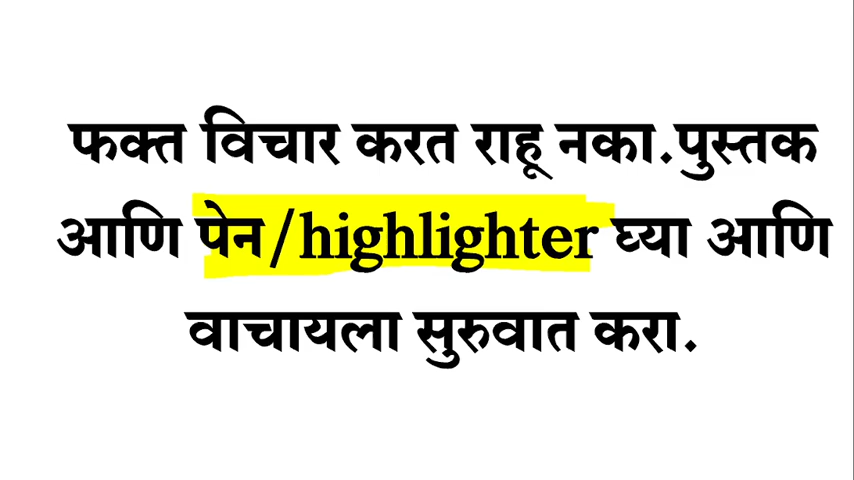 फक्त विचार करत राहू नका.पुस्तक
आणि पेन/highlighter घ्या आणि
वाचायला सुरुवात करा.